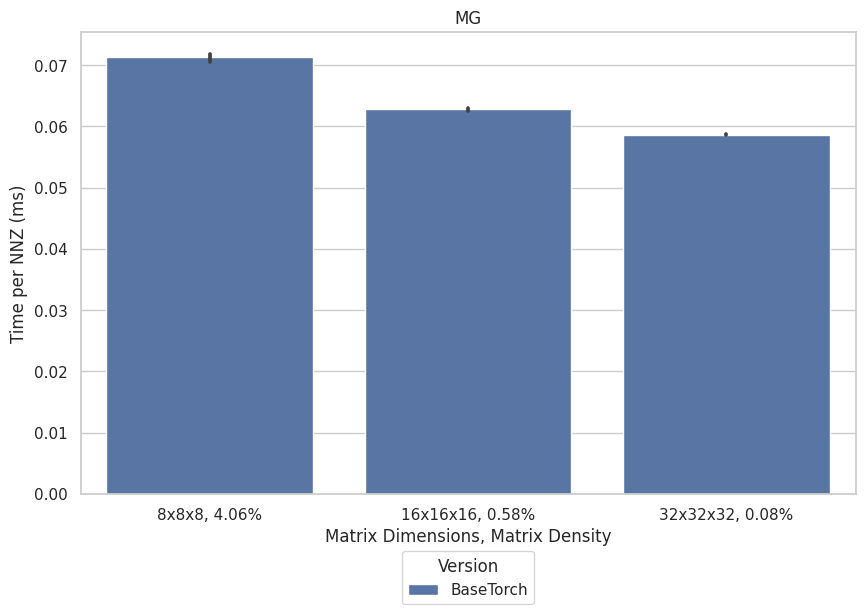 MG
Time per NNZ (ms)
0.07
0.06
0.05
0.04
0.03
0.02
0.01
0.00
8x8x8, 4.06%
16x16x16, 0.58%
32x32x32, 0.08%
Matrix Dimensions, Matrix Density
Version
BaseTorch